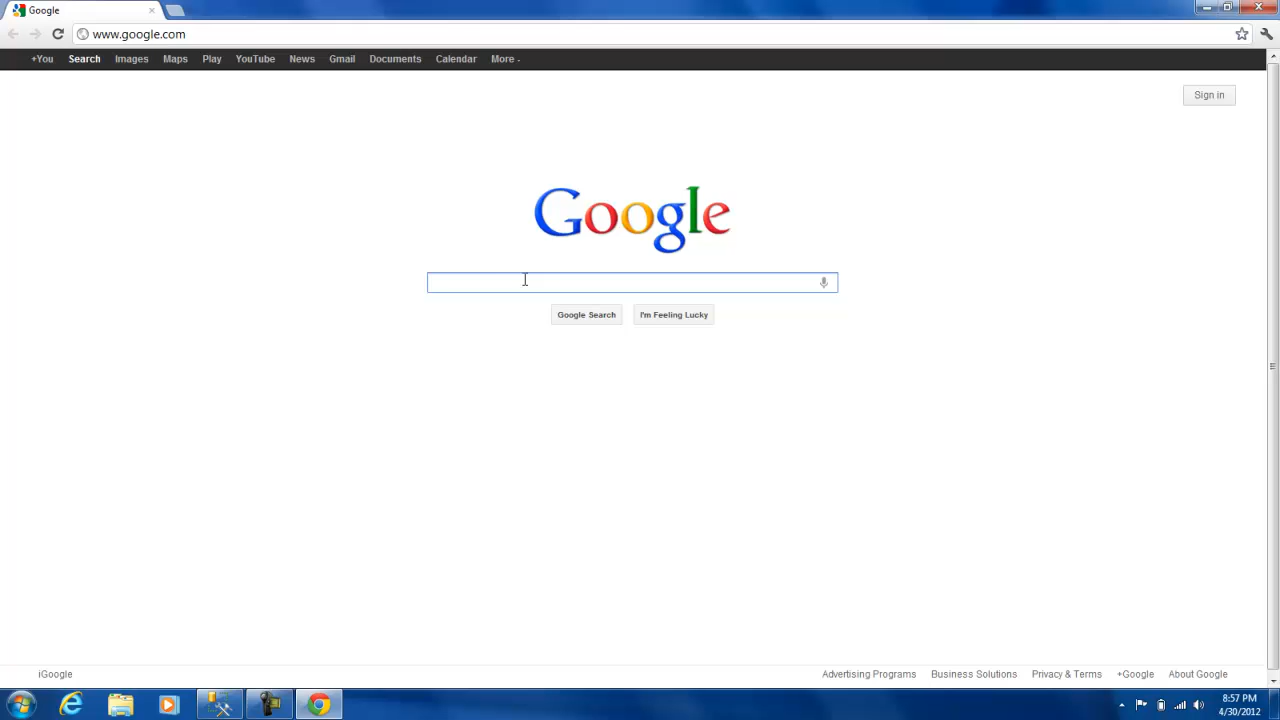 Google
www.google.com
+You Search Images Maps Play YouTube News Gmail Documents Calendar More
Sign in
Google
Google Search I'm Feeling Lucky
iGoogle Advertising Programs Business Solutions Privacy & Terms +Google About Google
8:57 PM
4/30/2012